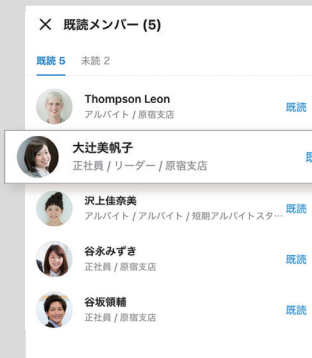 × 既読メンバー (5)
既読 5 未読 2
Thompson Leon
アルバイト / 原宿支店
既読
大辻美帆子
正社員 / リーダー / 原宿支店
沢上佳奈美
アルバイト / アルバイト / 短期アルバイトスタ…
既読
谷永みずき
正社員 / 原宿支店
既読
谷坂領輔
正社員 / 原宿支店
既読